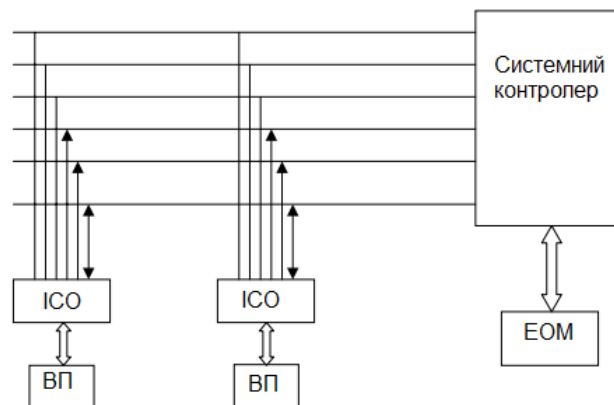 Системний
контролер
ІСО
ІСО
ЕОМ
ВП
ВП